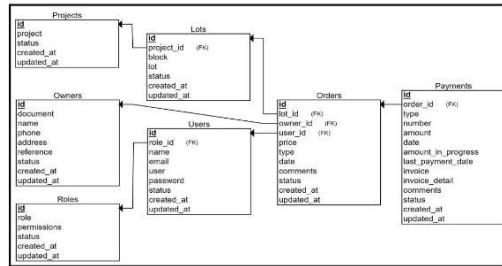 Projects
id
project
status
created_at
updated_at
Lots
id
project_id (FK)
block
lot
status
created_at
updated_at
Owners
id
document
name
phone
address
reference
status
created_at
updated_at
Users
id
role_id (FK)
name
email
user
password
status
created_at
updated_at
Roles
id
role
permissions
status
created_at
updated_at
Orders
id
lot_id (FK)
owner_id (FK)
user_id (FK)
price
type
date
comments
status
created_at
updated_at
Payments
id
order_id (FK)
type
number
amount
date
amount_in_progress
last_payment_date
invoice
invoice_detail
comments
status
created_at
updated_at